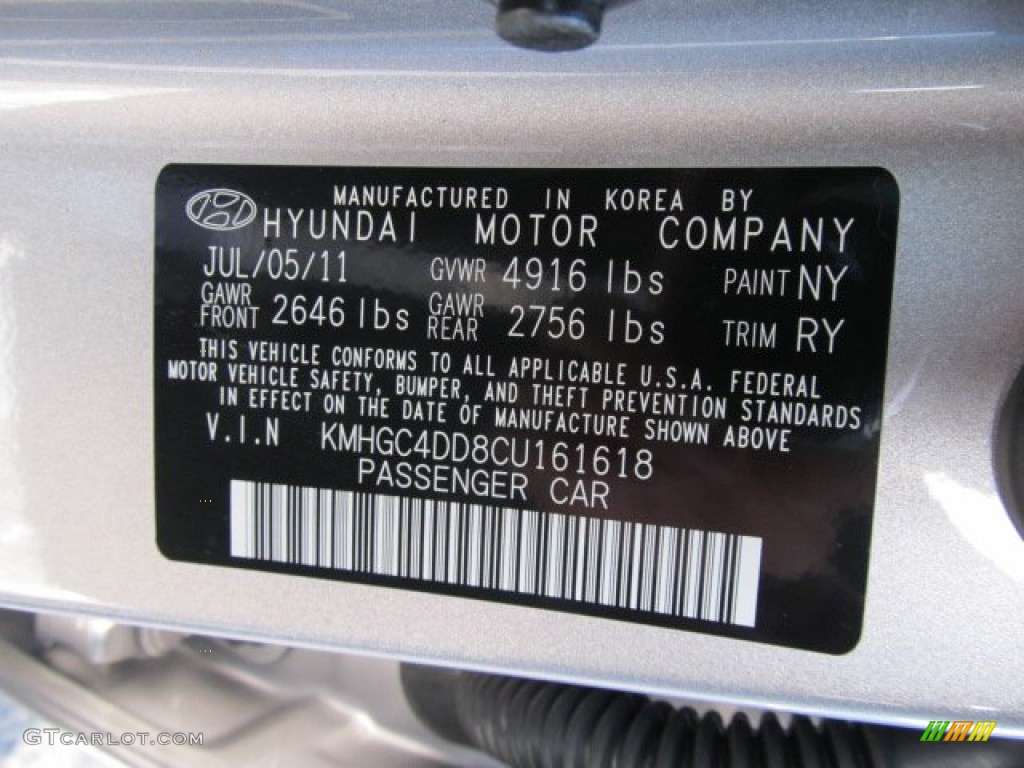 MANUFACTURED IN KOREA BY
HYUNDAI MOTOR COMPANY
JUL/05/11 GVWR 4916 lbs PAINT NY
GAWR FRONT 2646 lbs GAWR REAR 2756 lbs TRIM RY
THIS VEHICLE CONFORMS TO ALL APPLICABLE U.S.A. FEDERAL
MOTOR VEHICLE SAFETY, BUMPER, AND THEFT PREVENTION STANDARDS
IN EFFECT ON THE DATE OF MANUFACTURE SHOWN ABOVE
V.I.N KMHGC4DD8CU161618
PASSENGER CAR
GTCARLOT.COM